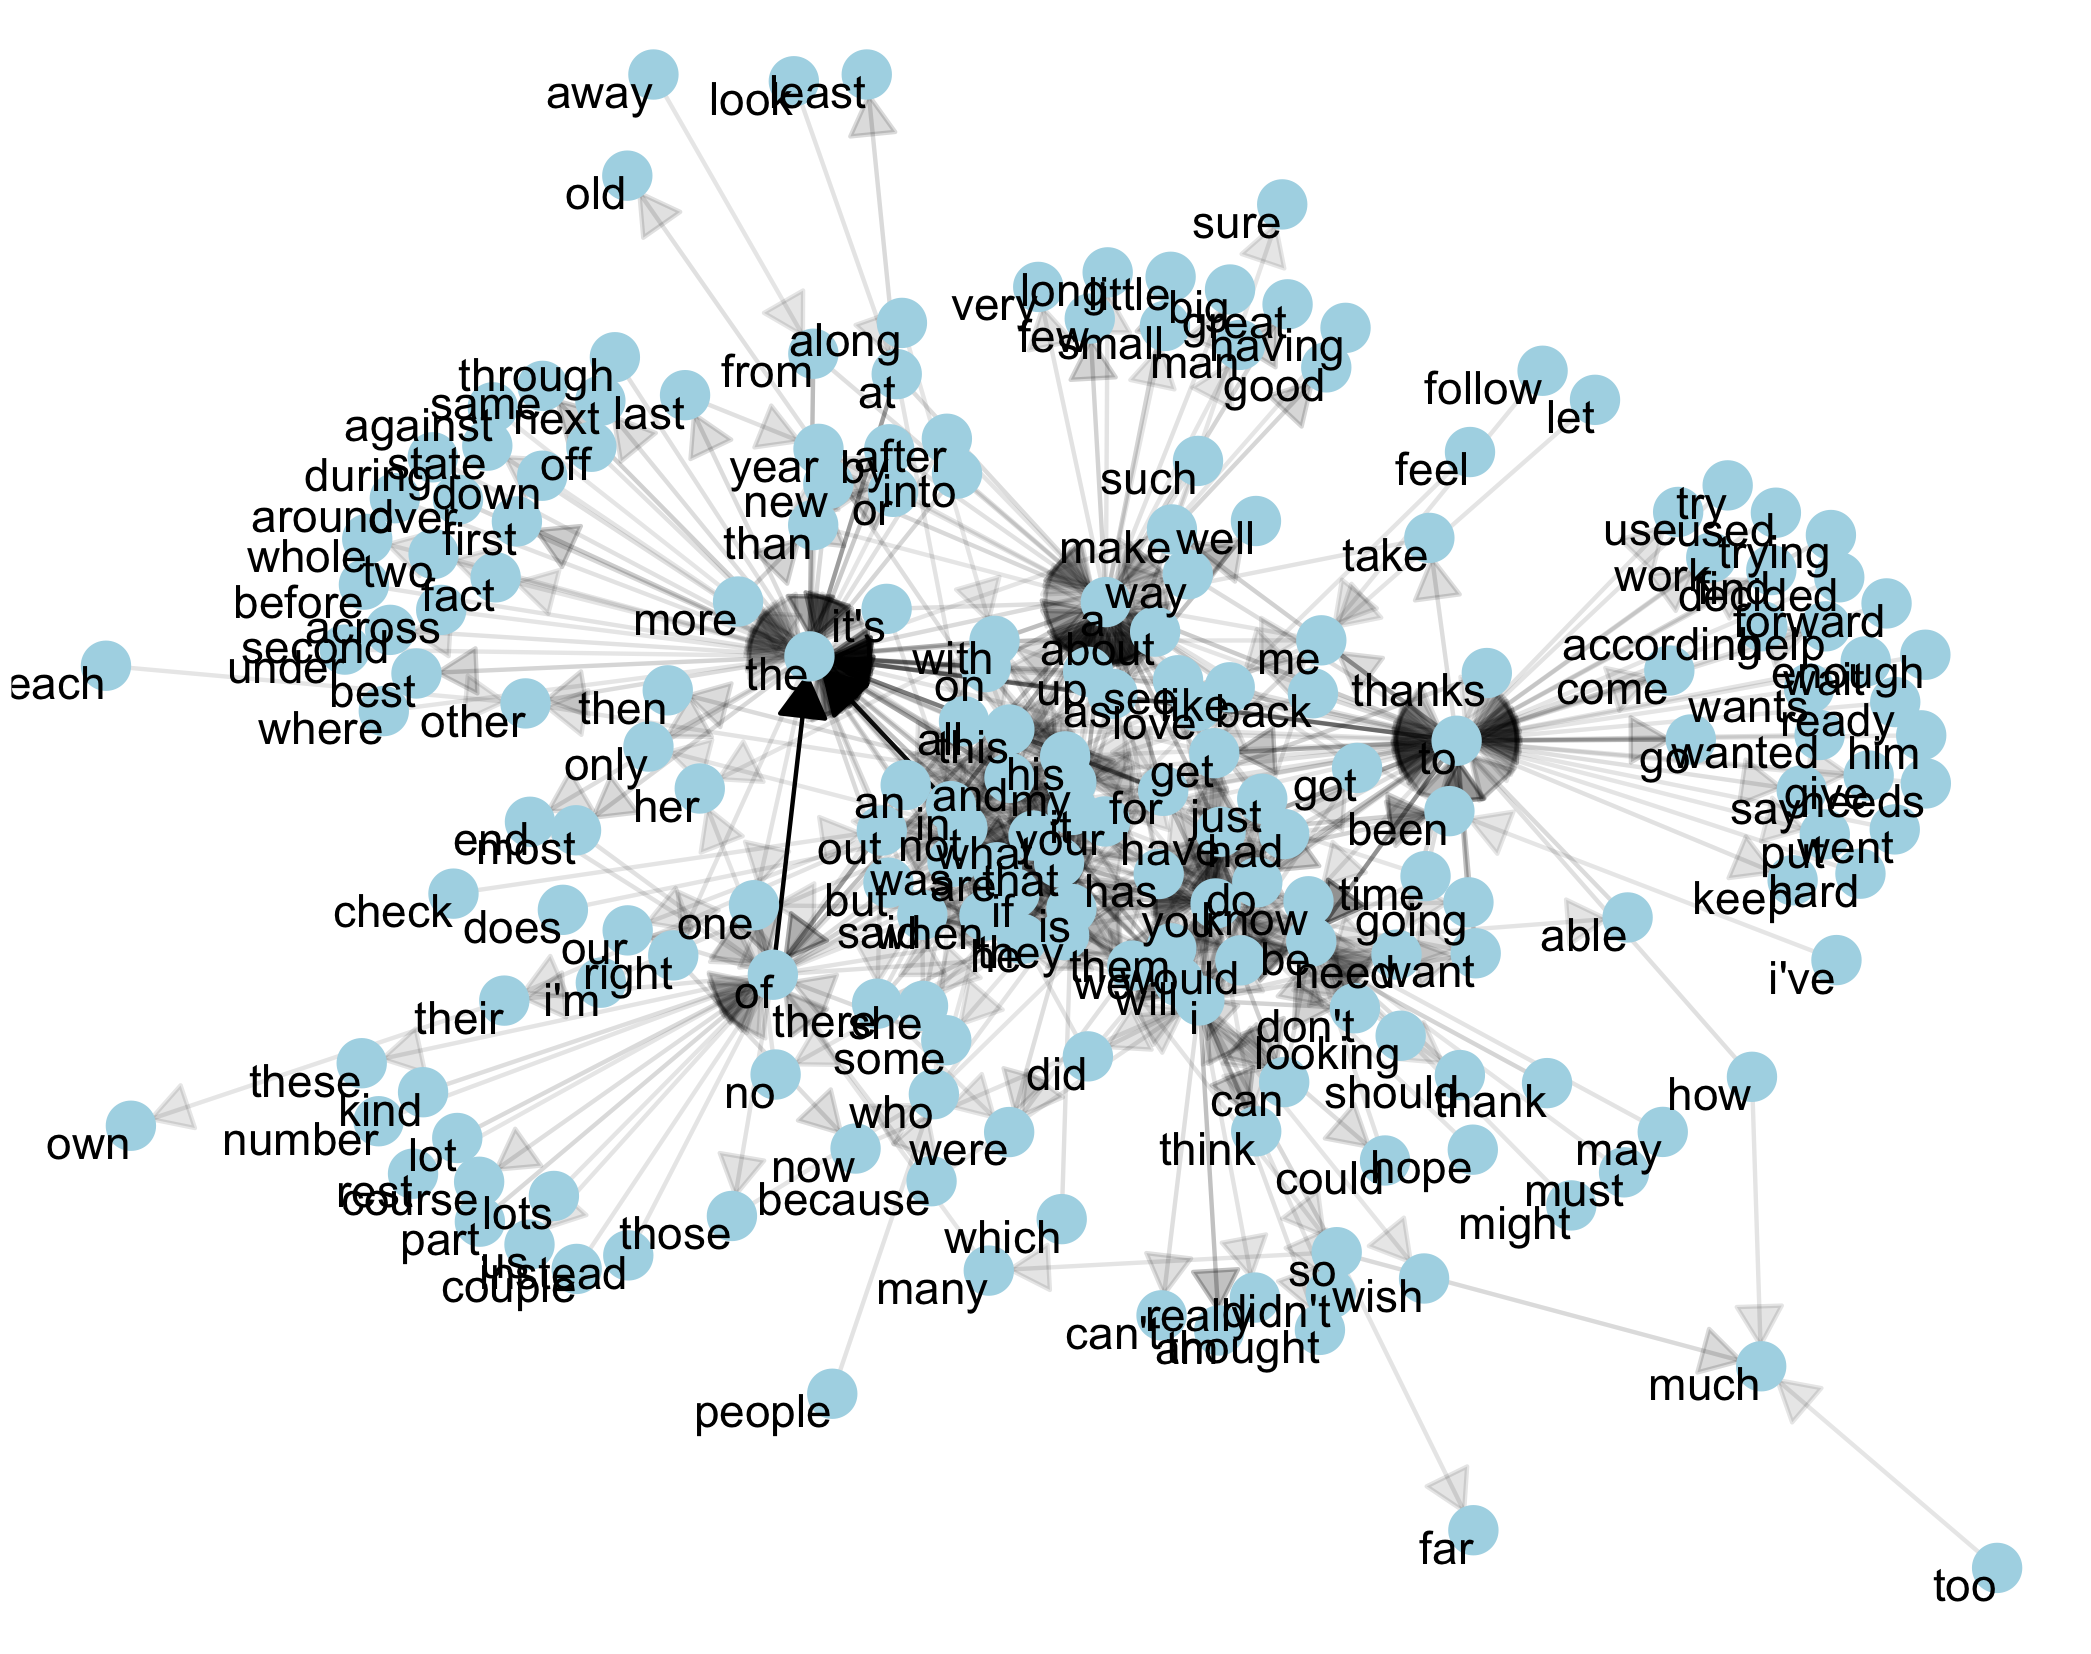 away
look
least
old
sure
very
long
little
few
small
big
great
man
having
good
along
from
at
through
same
next
last
against
state
off
during
down
around
over
first
whole
two
before
fact
across
second
under
best
where
other
each
year
by
after
new
or
into
than
more
it's
the
such
make
well
way
a
about
follow
let
feel
take
me
thanks
to
try
use
used
trying
work
find
decided
forward
according
help
enough
come
wait
wants
ready
go
wanted
him
say
give
needs
put
went
keep
hard
with
on
up
see
as
like
love
back
all
this
then
only
her
his
get
got
an
and
my
for
just
been
in
it
out
not
your
what
have
had
end
most
was
are
that
has
do
time
check
does
our
right
one
but
said
when
if
is
you
know
going
able
he
they
them
be
need
want
i've
their
i'm
of
there
she
we
would
will
i
don't
looking
some
did
can
should
thank
how
these
kind
own
number
no
who
lot
now
were
think
could
hope
may
rest
course
must
might
part
lots
because
those
us
instead
couple
which
many
so
wish
can't
really
didn't
am
thought
much
people
far
too